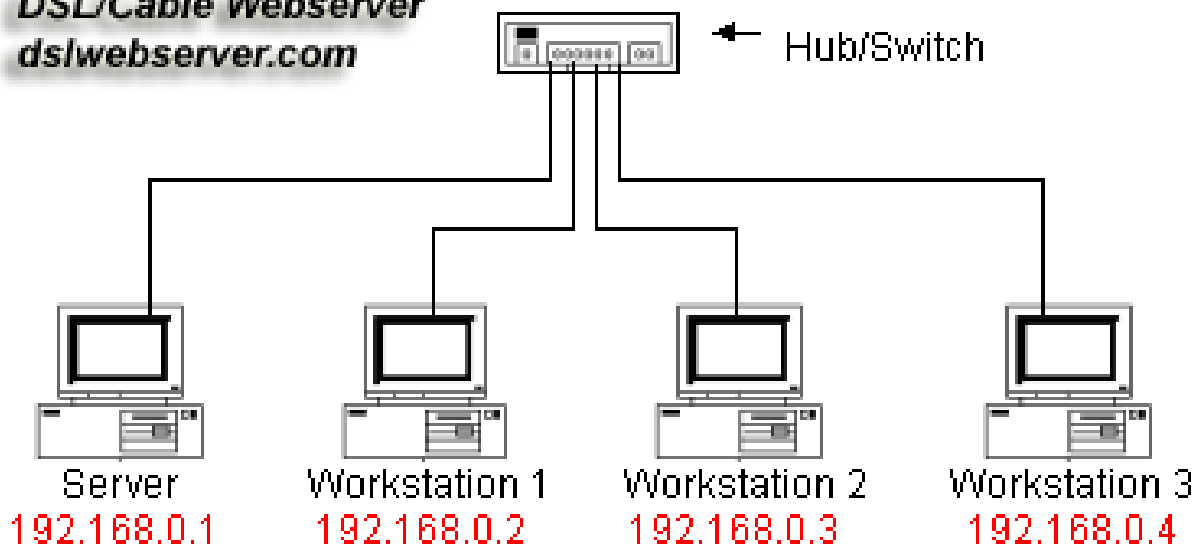 DSL/Cable Webserver
dslwebserver.com
Hub/Switch
Server
192.168.0.1
Workstation 1
192.168.0.2
Workstation 2
192.168.0.3
Workstation 3
192.168.0.4